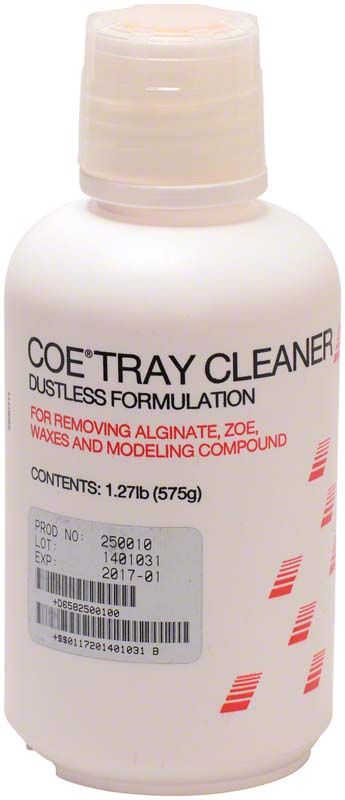 COE® TRAY CLEANER
DUSTLESS FORMULATION
FOR REMOVING ALGINATE, ZOE,
WAXES AND MODELING COMPOUND
CONTENTS: 1.27lb (575g)
PROD NO: 250010
LOT: 1401031
EXP: 2017-01
+D6582500100
+$$0117201401031 B